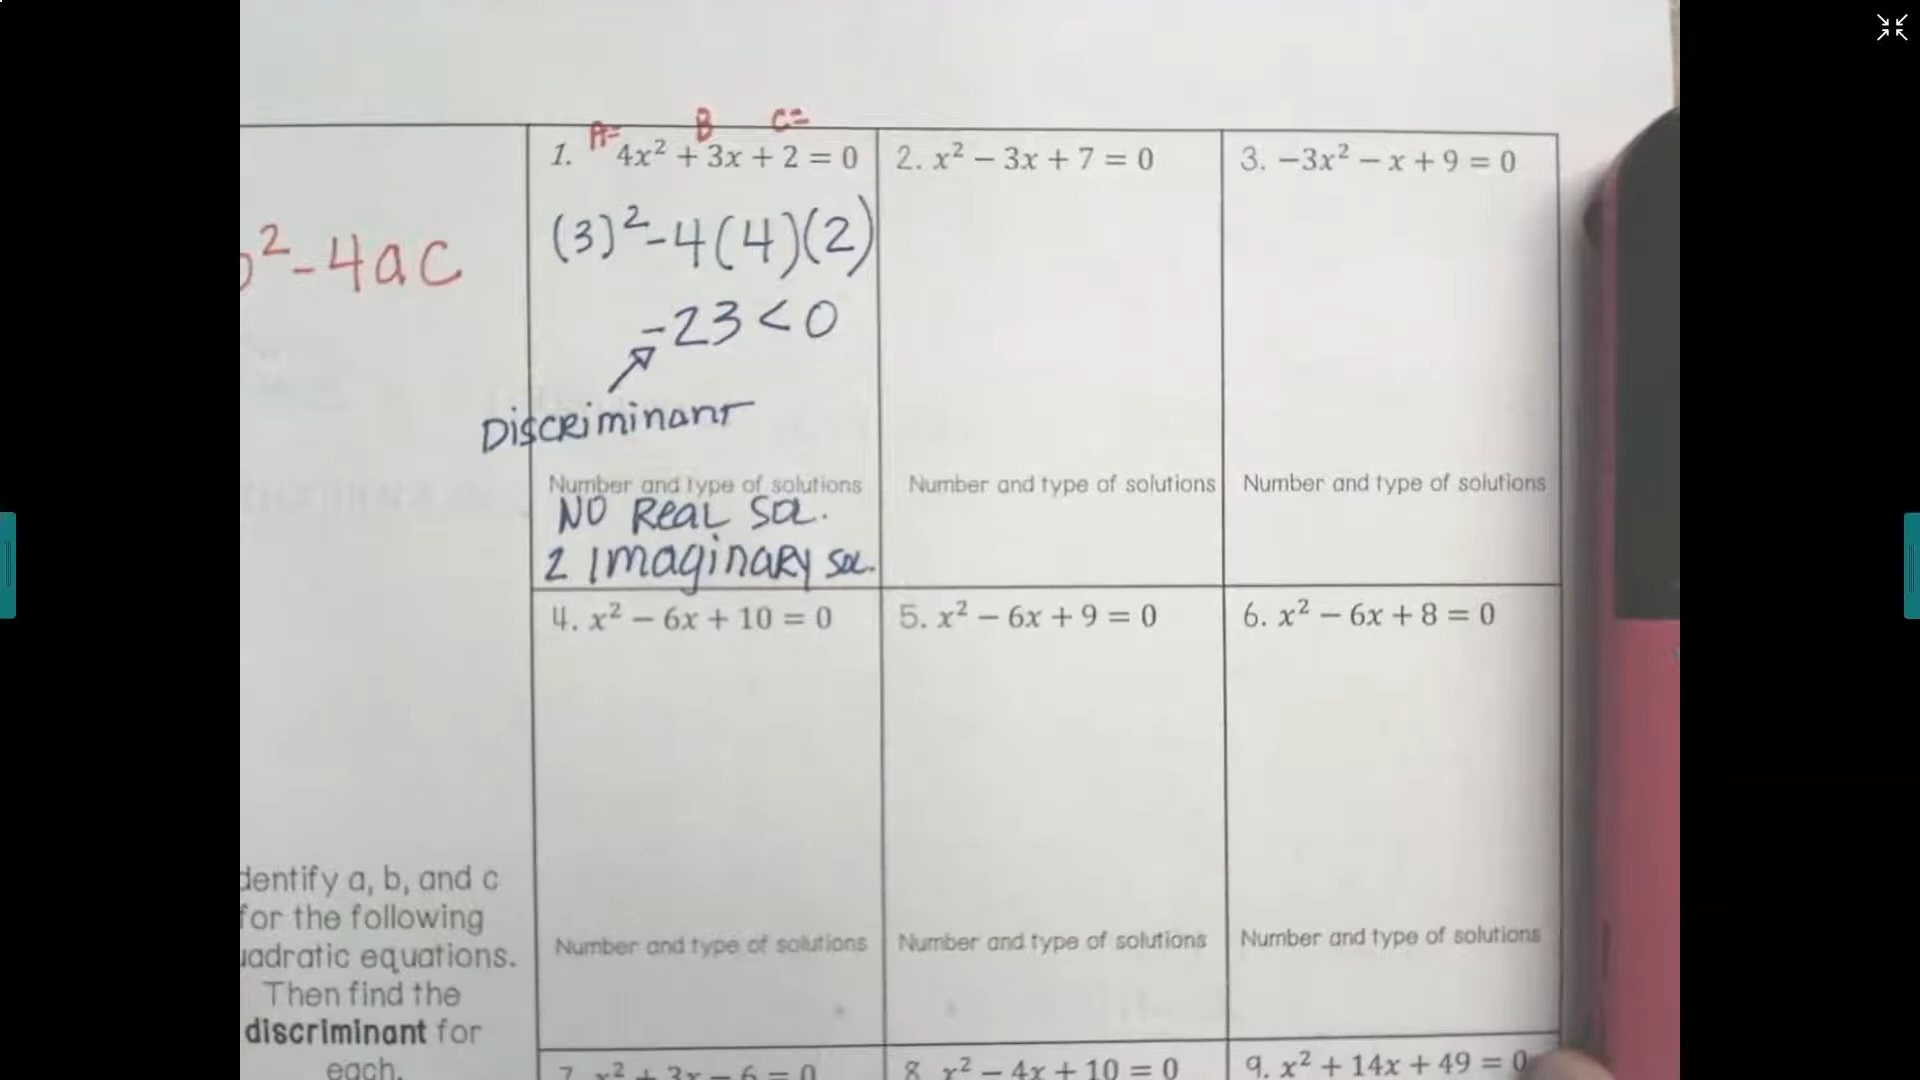 A= B C=
1. 4x² + 3x + 2 = 0
(3)² - 4(4)(2)
-23 < 0
Discriminant
Number and type of solutions
NO Real Sol.
2 Imaginary sol.
2. x² − 3x + 7 = 0
Number and type of solutions
3. −3x² − x + 9 = 0
Number and type of solutions
² - 4ac
4. x² − 6x + 10 = 0
Number and type of solutions
5. x² − 6x + 9 = 0
Number and type of solutions
6. x² − 6x + 8 = 0
Number and type of solutions
dentify a, b, and c
for the following
uadratic equations.
Then find the
discriminant for
each.
7. x² + 3x − 6 = 0
8. x² − 4x + 10 = 0
9. x² + 14x + 49 = 0